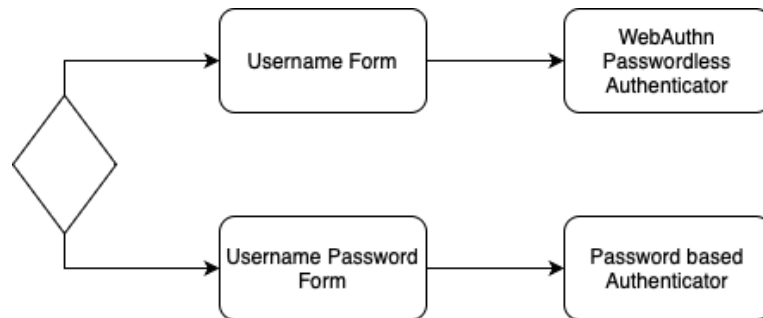 Username Form
WebAuthn
Passwordless
Authenticator
Username Password
Form
Password based
Authenticator